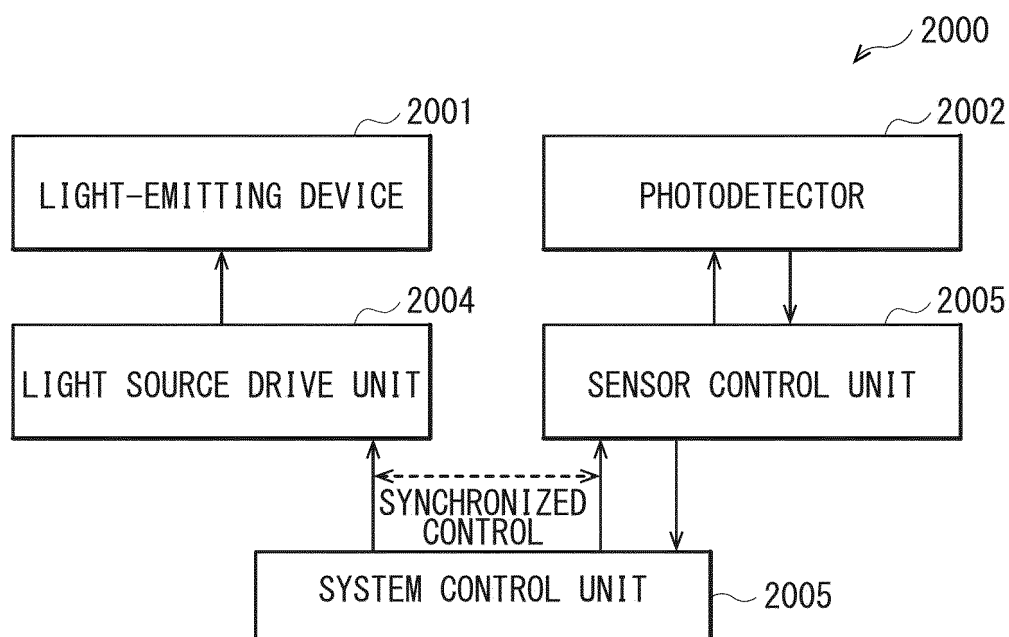 2000
2001
2002
LIGHT-EMITTING DEVICE
PHOTODETECTOR
2004
2005
LIGHT SOURCE DRIVE UNIT
SENSOR CONTROL UNIT
SYNCHRONIZED
CONTROL
SYSTEM CONTROL UNIT
2005